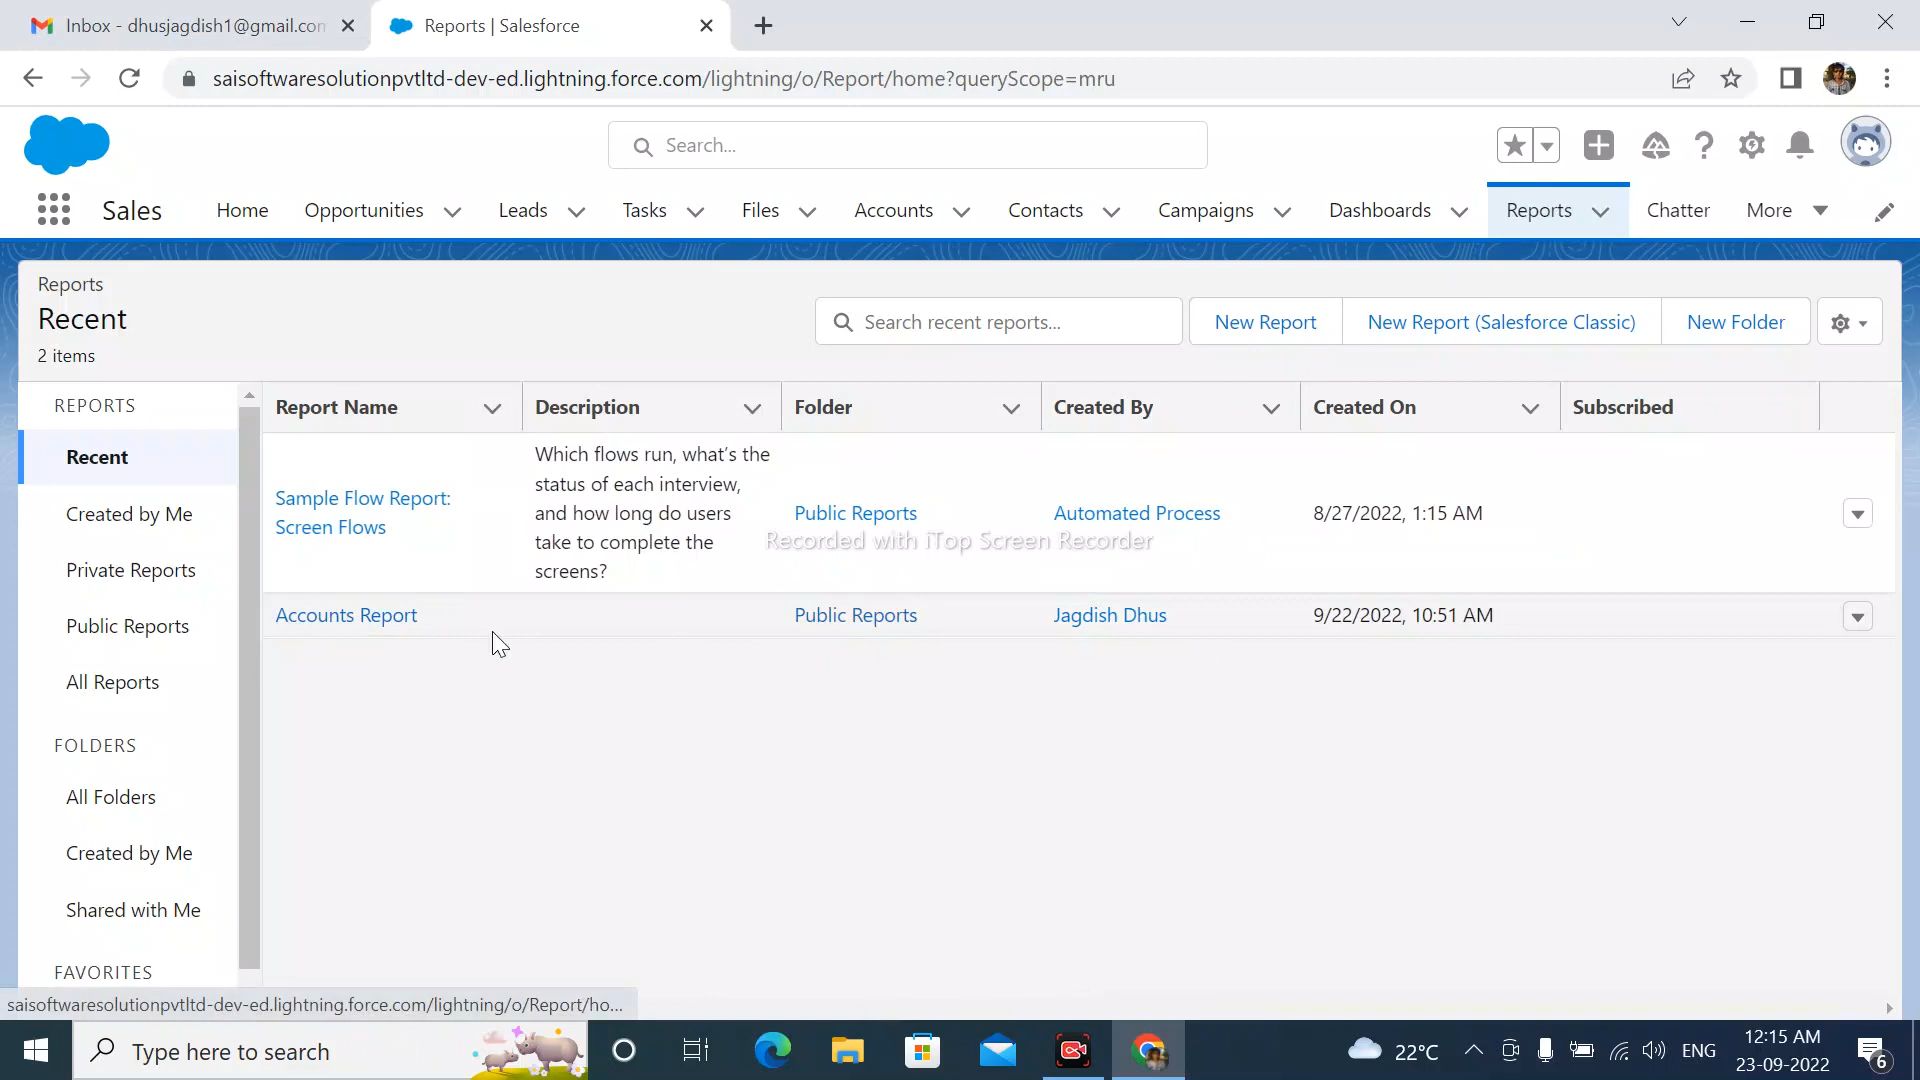 Inbox - dhusjagdish1@gmail.com
Reports | Salesforce
saisoftwaresolutionpvtltd-dev-ed.lightning.force.com/lightning/o/Report/home?queryScope=mru
Search...
Sales
Home
Opportunities
Leads
Tasks
Files
Accounts
Contacts
Campaigns
Dashboards
Reports
Chatter
More
Reports
Recent
2 items
Search recent reports...
New Report
New Report (Salesforce Classic)
New Folder
REPORTS
Recent
Created by Me
Private Reports
Public Reports
All Reports
FOLDERS
All Folders
Created by Me
Shared with Me
FAVORITES
Report Name
Description
Folder
Created By
Created On
Subscribed
Sample Flow Report:
Screen Flows
Which flows run, what's the
status of each interview,
and how long do users
take to complete the
screens?
Public Reports
Automated Process
8/27/2022, 1:15 AM
Recorded with iTop Screen Recorder
Accounts Report
Public Reports
Jagdish Dhus
9/22/2022, 10:51 AM
saisoftwaresolutionpvtltd-dev-ed.lightning.force.com/lightning/o/Report/ho...
Type here to search
22°C
ENG
12:15 AM
23-09-2022
6